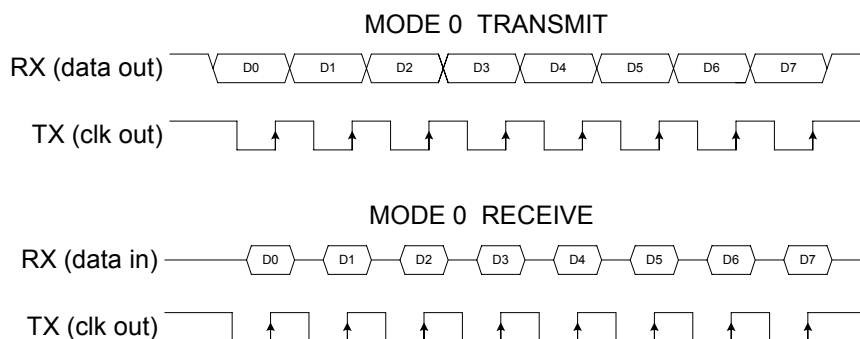 MODE 0 TRANSMIT
RX (data out) D0 D1 D2 D3 D4 D5 D6 D7
TX (clk out)
MODE 0 RECEIVE
RX (data in) D0 D1 D2 D3 D4 D5 D6 D7
TX (clk out)